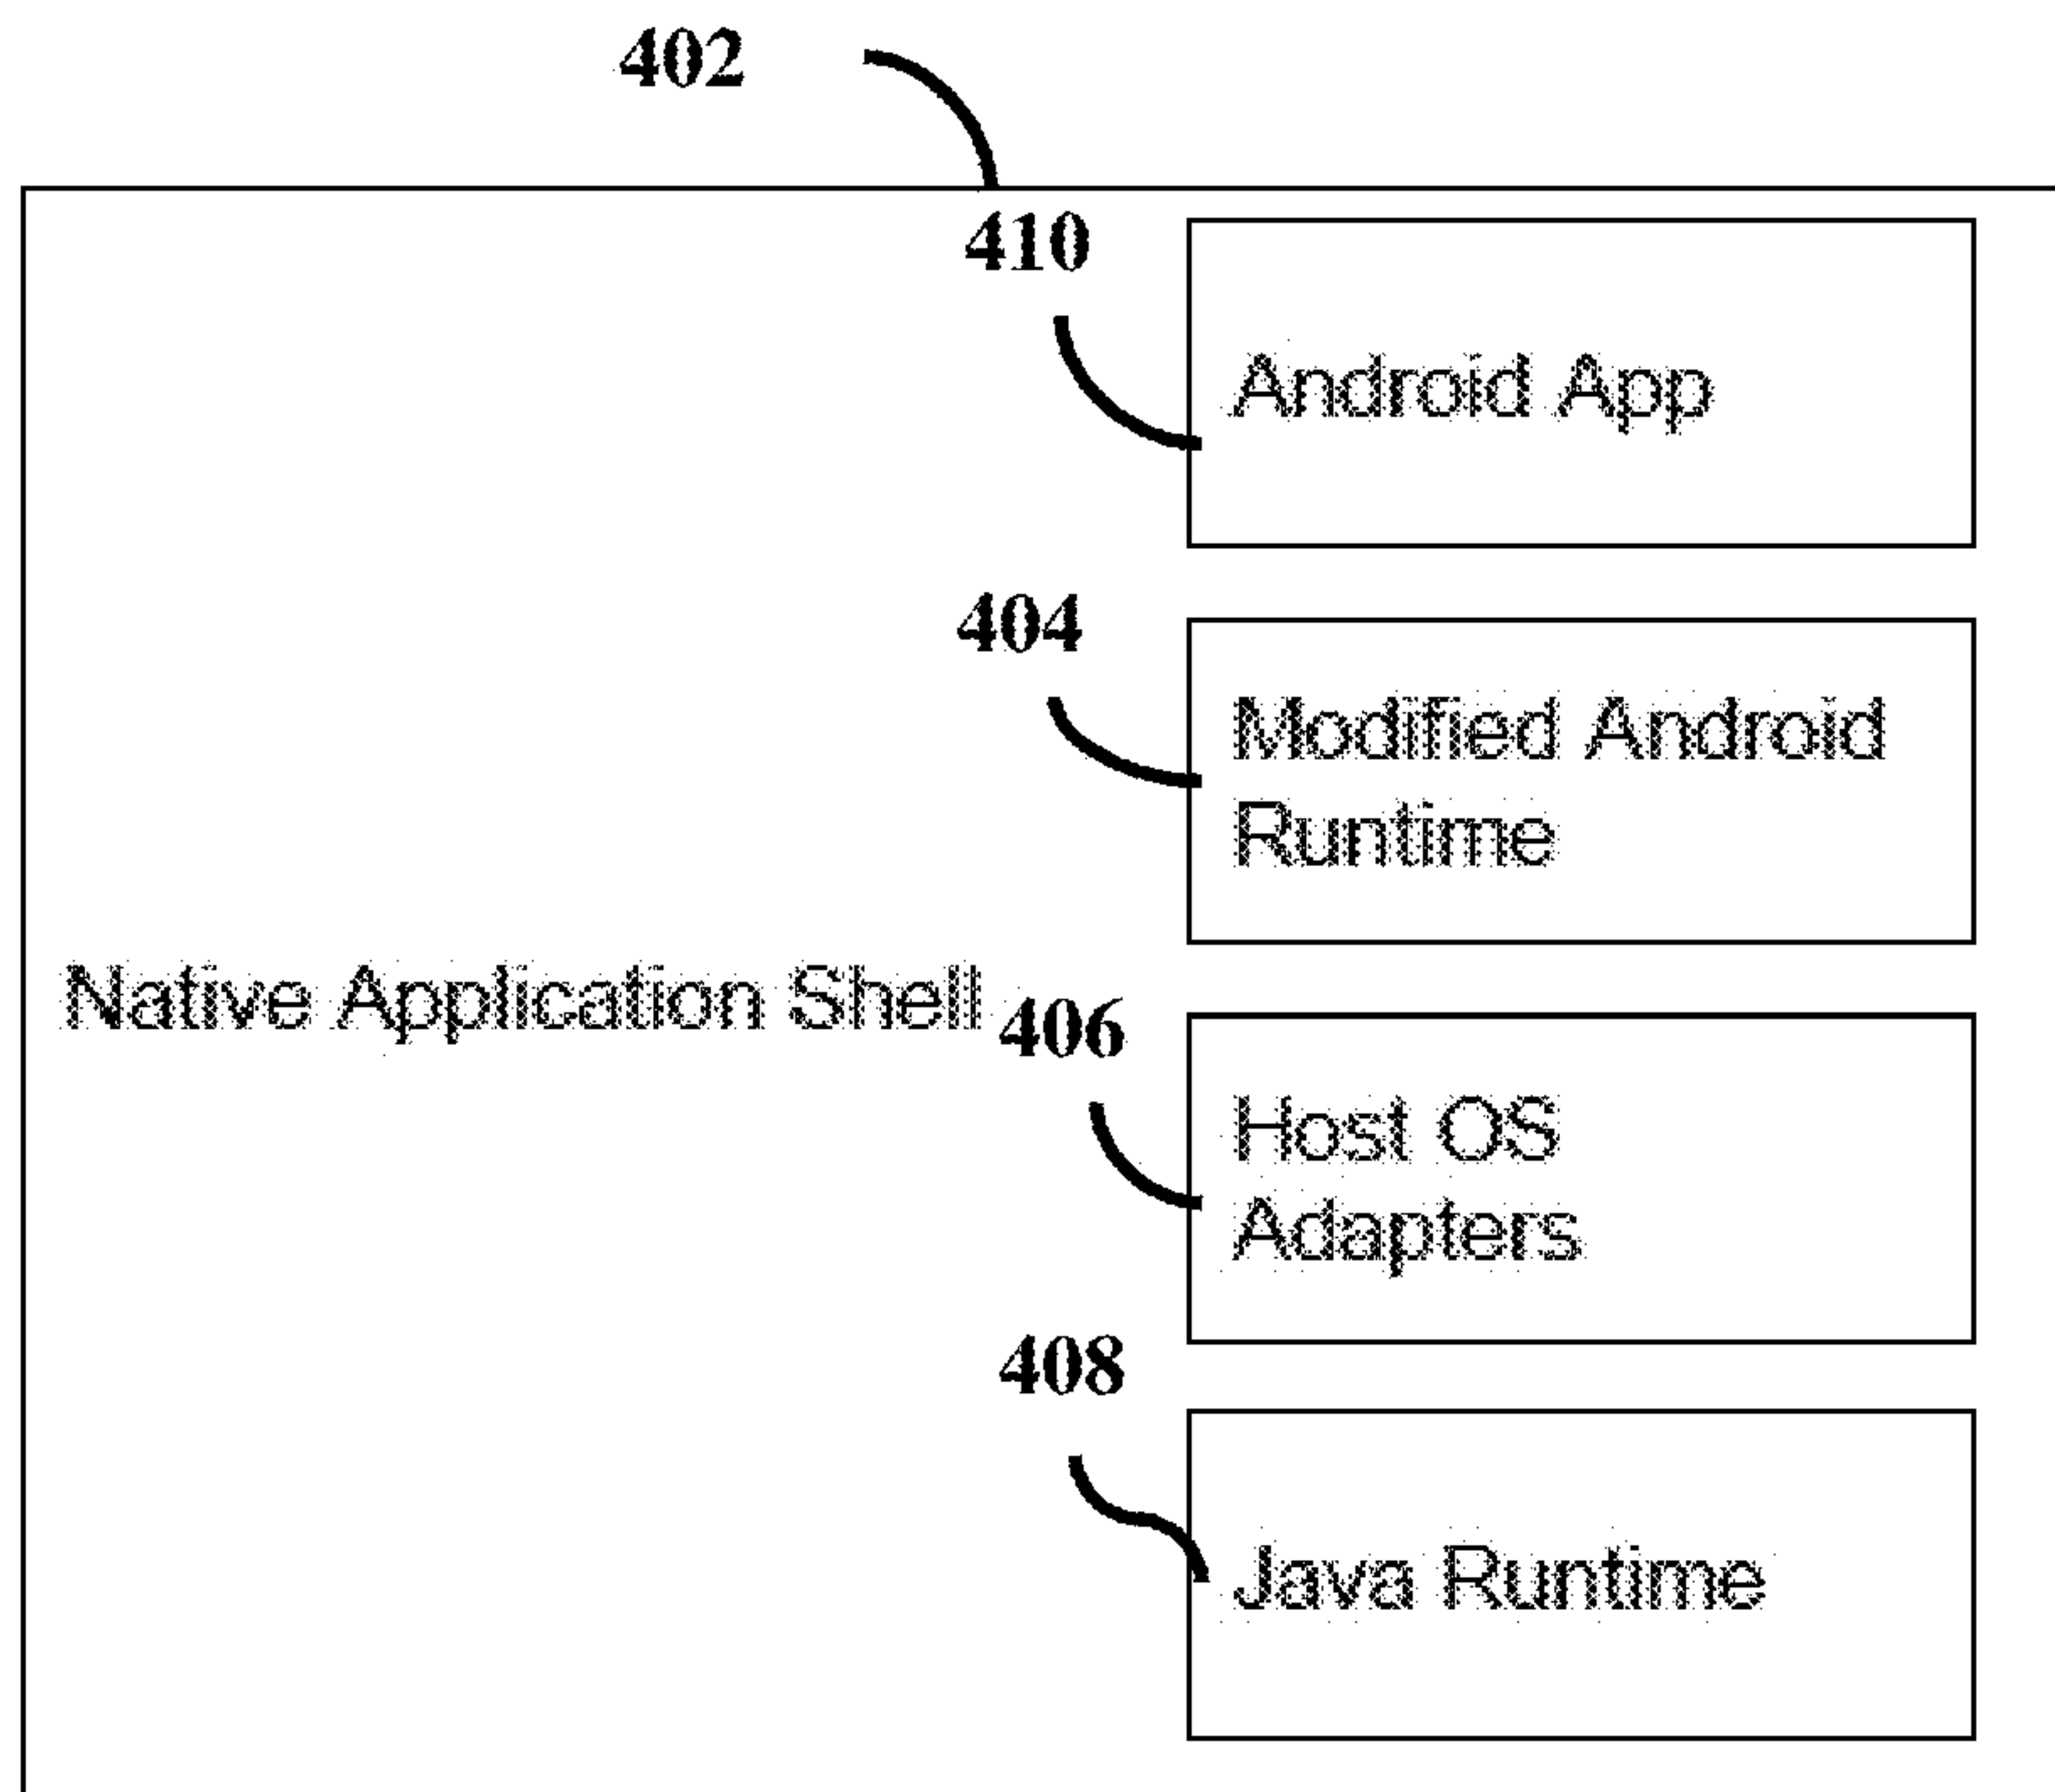 402
410
Android App
404
Modified Android
Runtime
Native Application Shell
406
Host OS
Adapters
408
Java Runtime